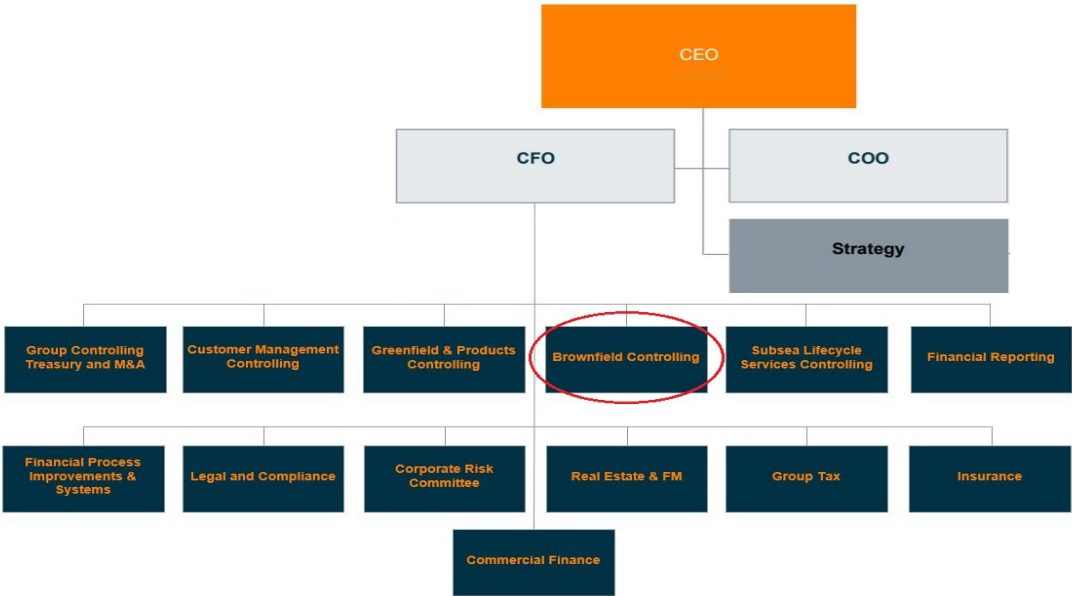 CEO
CFO
COO
Strategy
Group Controlling
Treasury and M&A
Customer Management
Controlling
Greenfield & Products
Controlling
Brownfield Controlling
Subsea Lifecycle
Services Controlling
Financial Reporting
Financial Process
Improvements &
Systems
Legal and Compliance
Corporate Risk
Committee
Real Estate & FM
Group Tax
Insurance
Commercial Finance